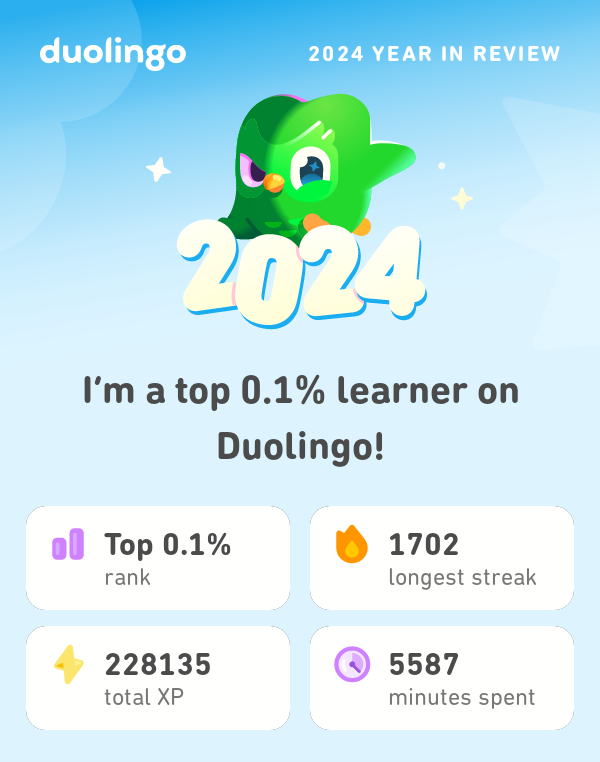 duolingo
2024 YEAR IN REVIEW
2024
I'm a top 0.1% learner on
Duolingo!
Top 0.1%
rank
1702
longest streak
228135
total XP
5587
minutes spent